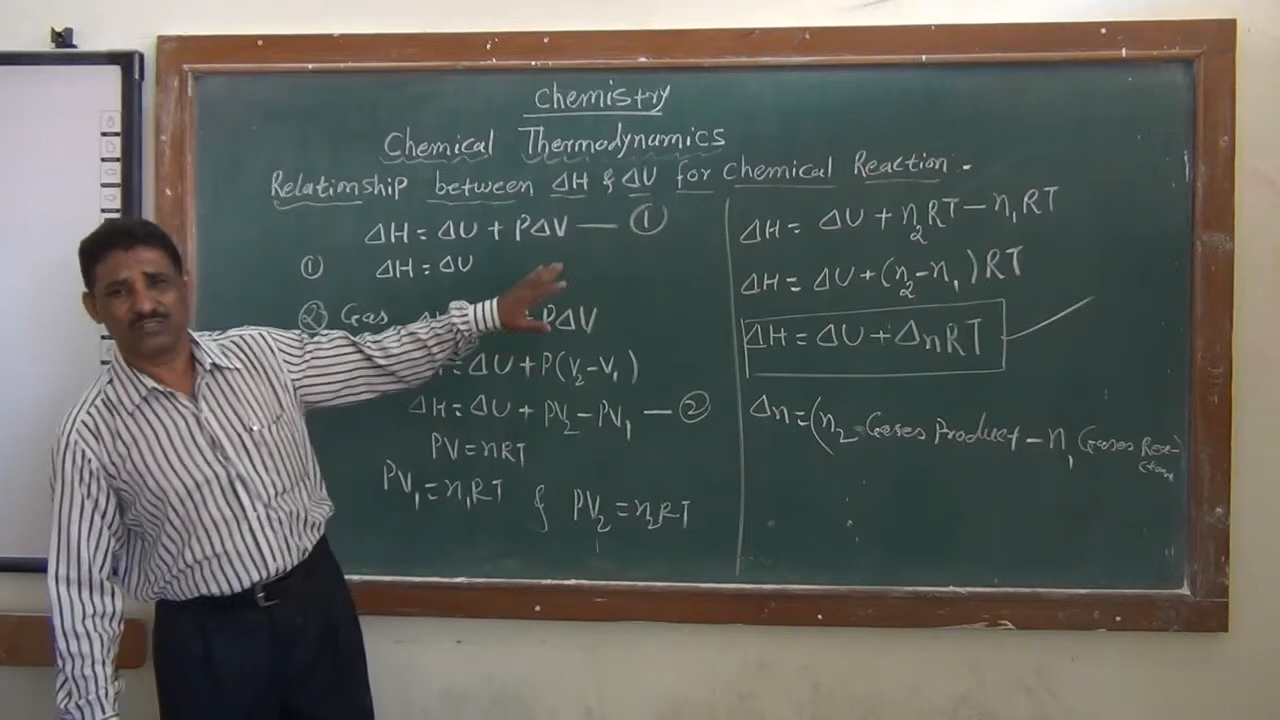 Chemistry
Chemical Thermodynamics
Relationship between ΔH & ΔU for Chemical Reaction.
ΔH = ΔU + PΔV — ①
① ΔH = ΔU
② Gas PΔV
ΔU + P(V₂-V₁)
ΔH = ΔU + PV₂ - PV₁ — ②
PV = nRT
PV₁ = n₁RT & PV₂ = n₂RT
ΔH = ΔU + n₂RT - n₁RT
ΔH = ΔU + (n₂-n₁)RT
ΔH = ΔU + ΔnRT
Δn = (n₂ Gases Product - n₁ Gases